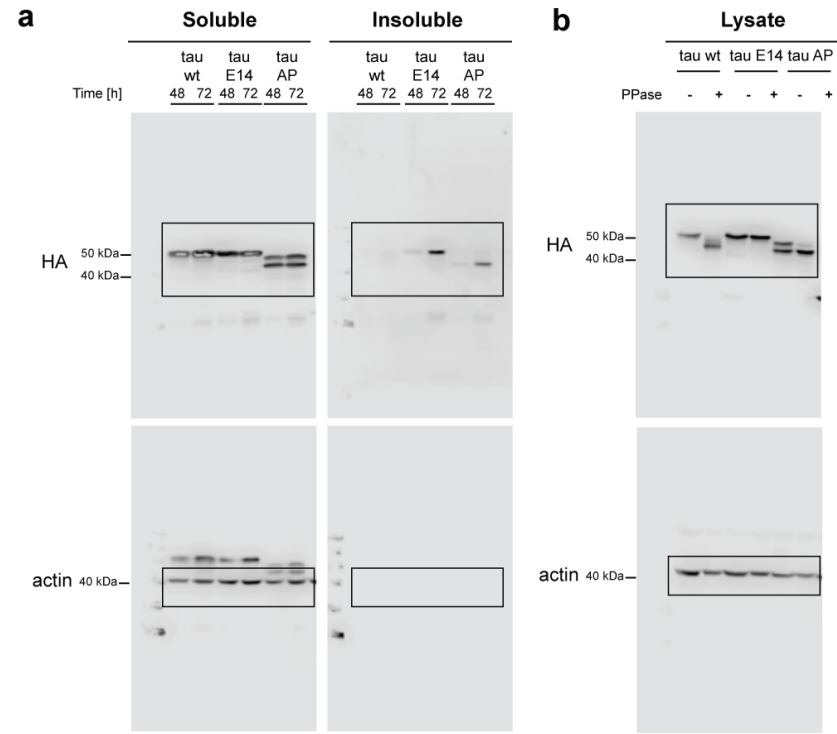 a
Soluble
Insoluble
tau wt
tau E14
tau AP
tau wt
tau E14
tau AP
Time [h]
48 72 48 72 48 72
48 72 48 72 48 72
HA
50 kDa
40 kDa
actin
40 kDa
b
Lysate
tau wt tau E14 tau AP
PPase - + - + - +
HA
50 kDa
40 kDa
actin
40 kDa